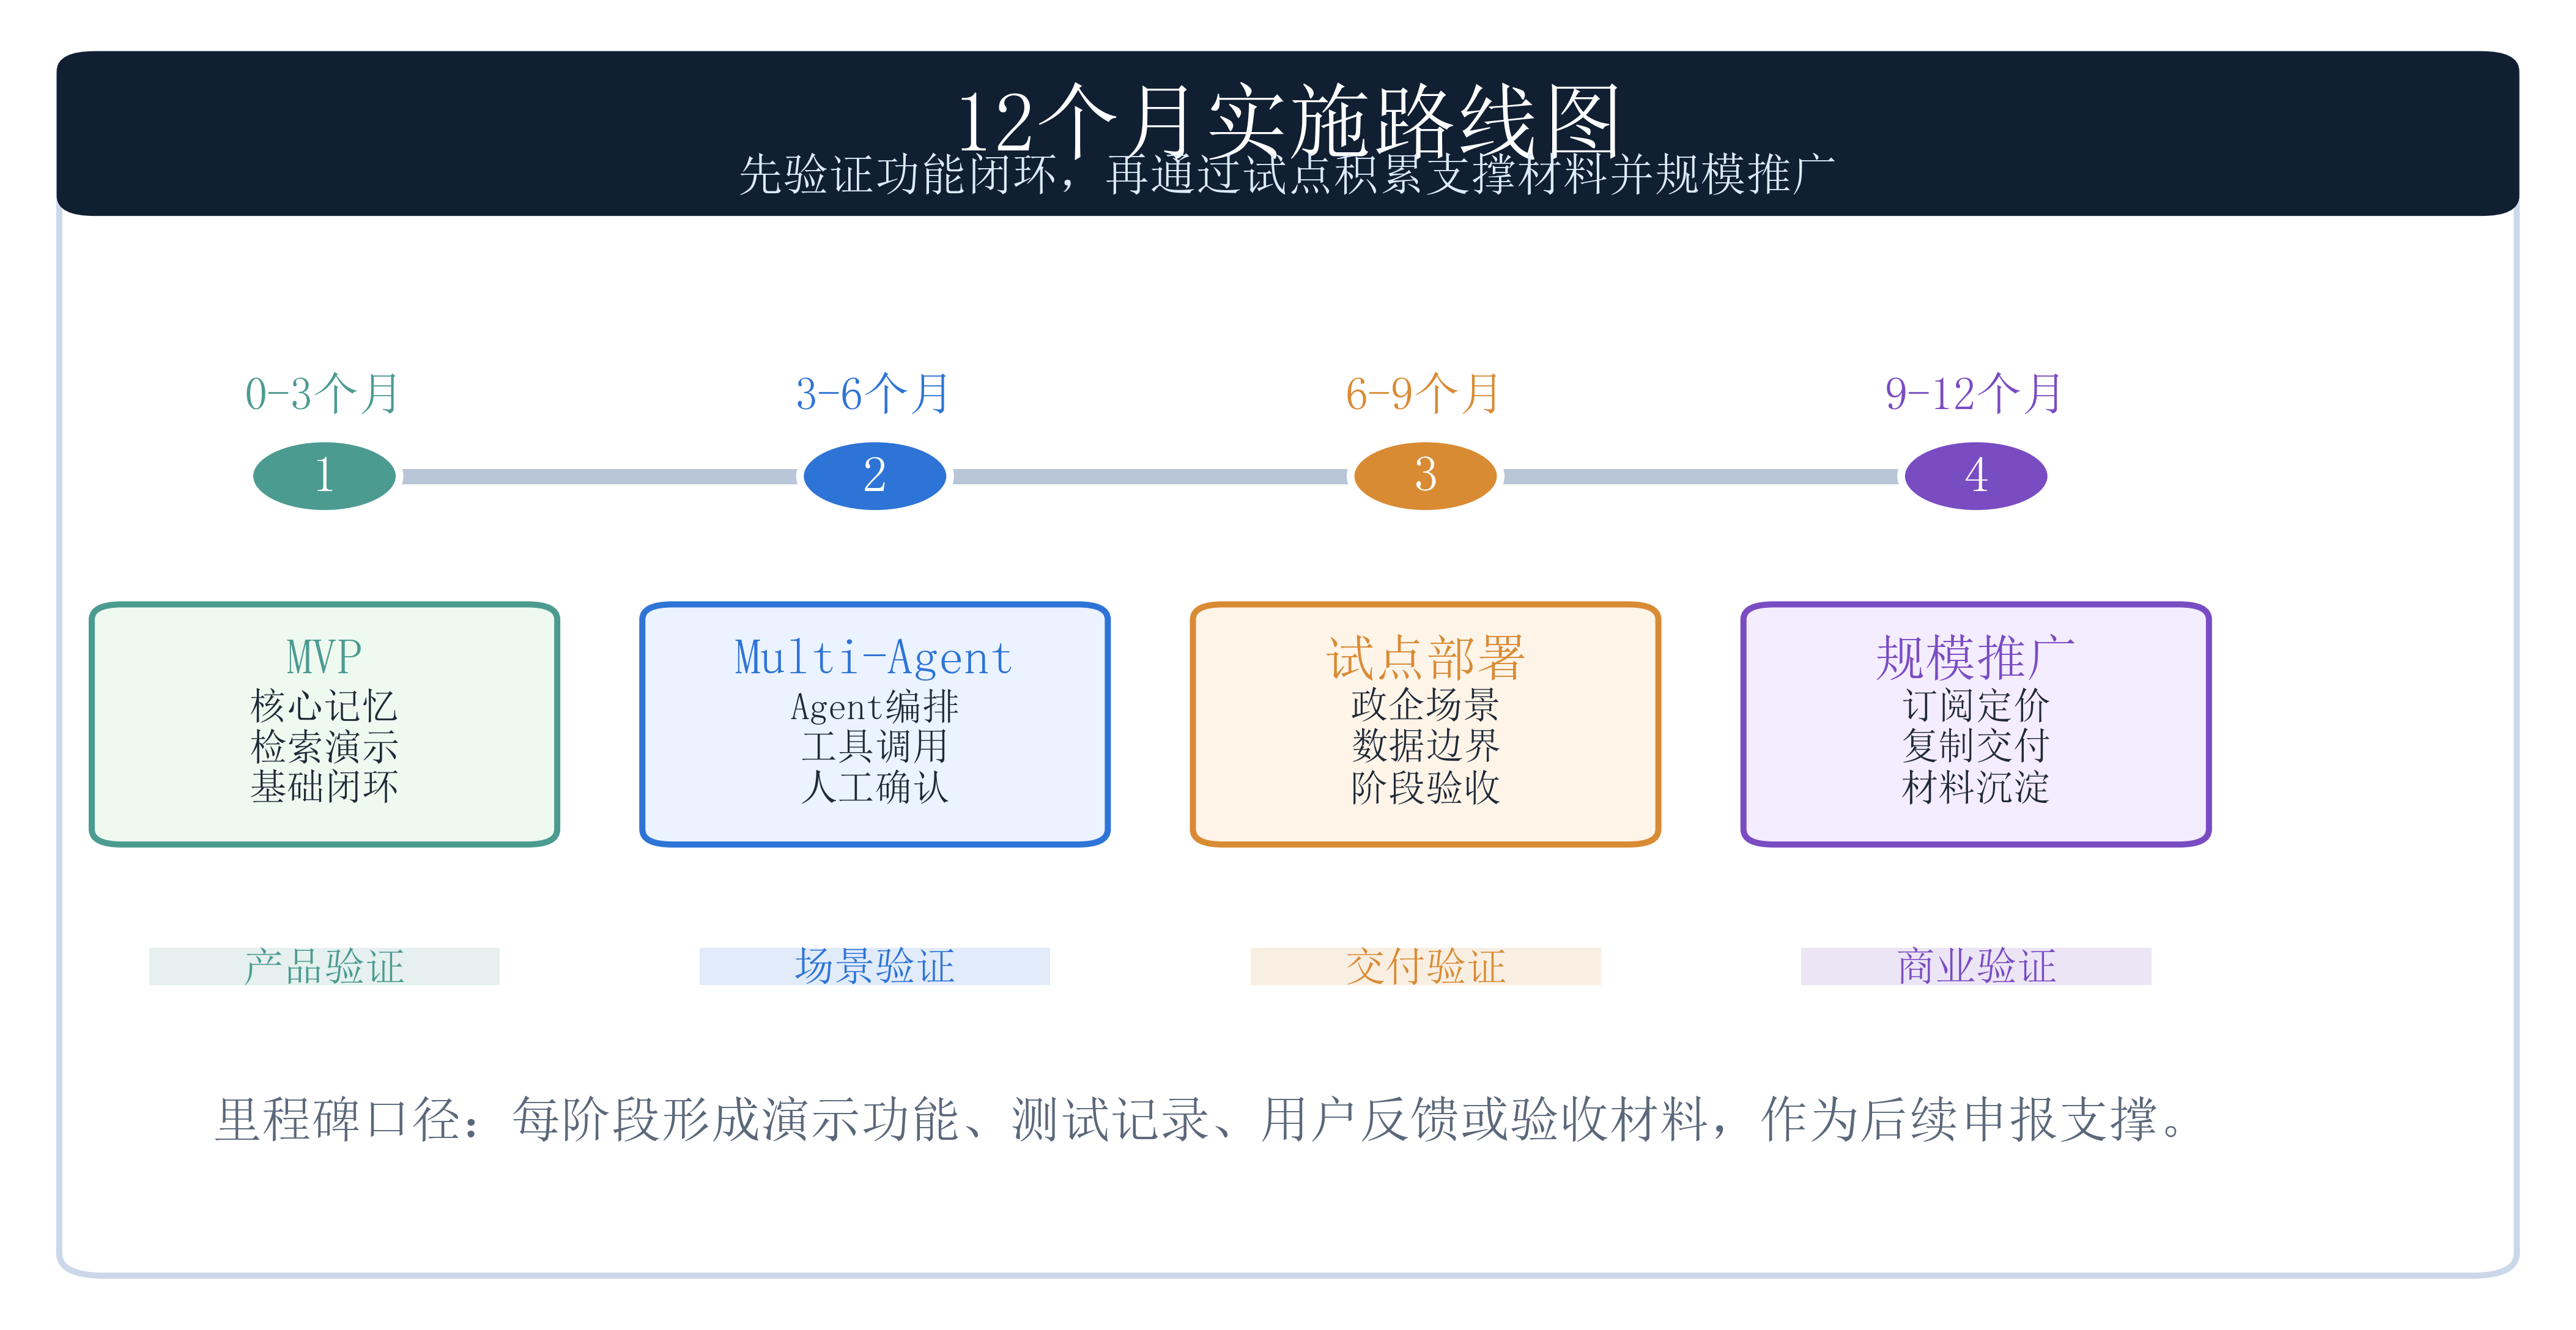 12个月实施路线图
先验证功能闭环，再通过试点积累支撑材料并规模推广
0-3个月
3-6个月
6-9个月
9-12个月
1
2
3
4
MVP
核心记忆
检索演示
基础闭环
Multi-Agent
Agent编排
工具调用
人工确认
试点部署
政企场景
数据边界
阶段验收
规模推广
订阅定价
复制交付
材料沉淀
产品验证
场景验证
交付验证
商业验证
里程碑口径：每阶段形成演示功能、测试记录、用户反馈或验收材料，作为后续申报支撑。